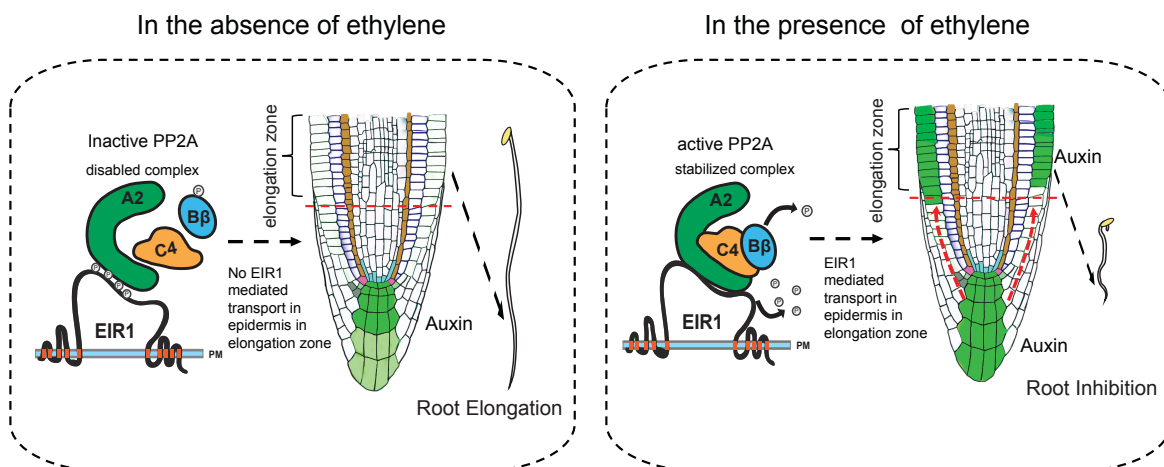 In the absence of ethylene
Inactive PP2A
disabled complex
A2
P
Bβ
C4
P
P
P
P
EIR1
PM
No EIR1
mediated
transport in
epidermis in
elongation zone
elongation zone
Auxin
Root Elongation
In the presence of ethylene
active PP2A
stabilized complex
A2
C4
Bβ
P
P
P
P
P
EIR1
PM
EIR1
mediated
transport in
epidermis in
elongation zone
elongation zone
Auxin
Auxin
Root Inhibition